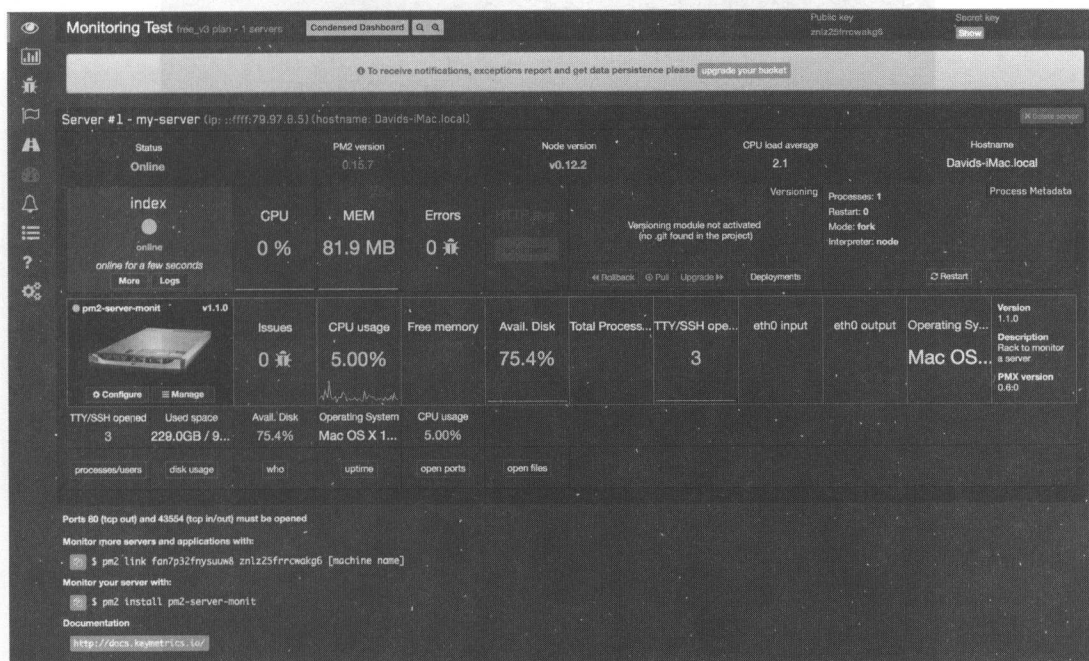 Monitoring Test free_v3 plan - 1 servers
Condensed Dashboard
Public key
znlz25frrcwakg6
Secret key
Show
To receive notifications, exceptions report and get data persistence please upgrade your bucket
Server #1 - my-server (ip: ::ffff:79.97.8.5) (hostname: Davids-iMac.local)
Delete server
Status
Online
PM2 version
0.15.7
Node version
v0.12.2
CPU load average
2.1
Hostname
Davids-iMac.local
index
online
online for a few seconds
More Logs
CPU
0 %
MEM
81.9 MB
Errors
0
Versioning
Versioning module not activated
(no .git found in the project)
Rollback Pull Upgrade
Deployments
Processes: 1
Restart: 0
Mode: fork
Interpreter: node
Process Metadata
Restart
pm2-server-monit v1.1.0
Configure Manage
Issues
0
CPU usage
5.00%
Free memory
Avail. Disk
75.4%
Total Process...
TTY/SSH ope...
3
eth0 input
eth0 output
Operating Sy...
Mac OS...
Version
1.1.0
Description
Rack to monitor
a server
PMX version
0.6:0
TTY/SSH opened
3
Used space
229.0GB / 9...
Avail. Disk
75.4%
Operating System
Mac OS X 1...
CPU usage
5.00%
processes/users disk usage who uptime open ports open files
Ports 80 (tcp out) and 43554 (tcp in/out) must be opened
Monitor more servers and applications with:
$ pm2 link fan7p32fnysuuw8 znlz25frrcwakg6 [machine name]
Monitor your server with:
$ pm2 install pm2-server-monit
Documentation
http://docs.keymetrics.io/
?